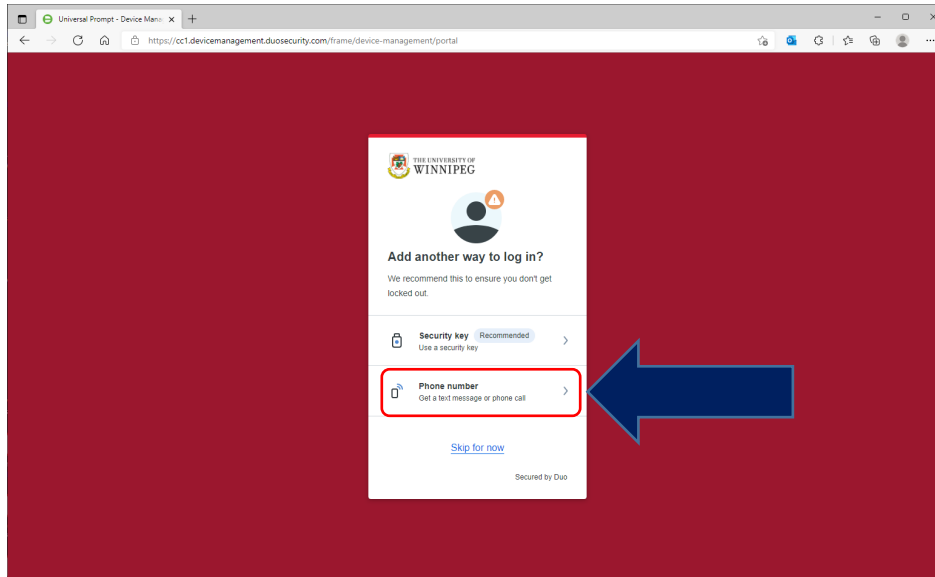 Universal Prompt - Device Mana
https://cc1.devicemanagement.duosecurity.com/frame/device-management/portal
THE UNIVERSITY OF
WINNIPEG
Add another way to log in?
We recommend this to ensure you don't get
locked out.
Security key Recommended
Use a security key
Phone number
Get a text message or phone call
Skip for now
Secured by Duo